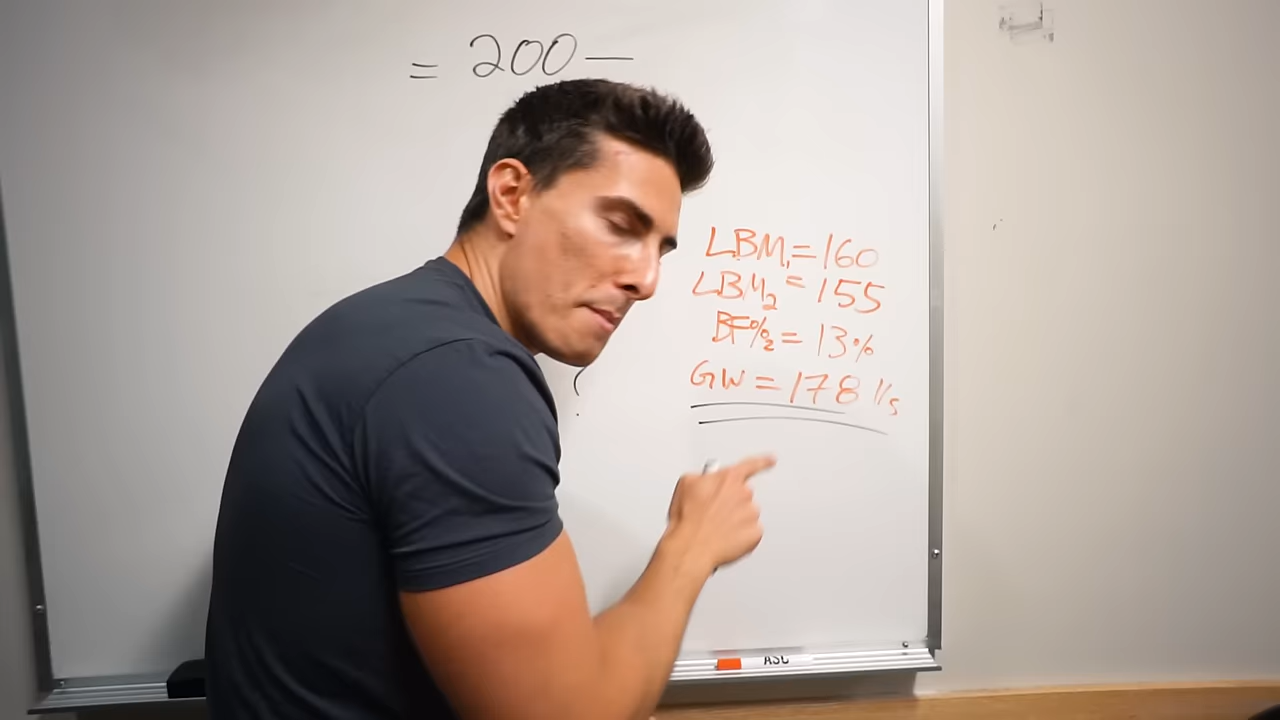 = 200 —
LBM₁ = 160
LBM₂ = 155
BF%₂ = 13%
GW = 178 lbs
?